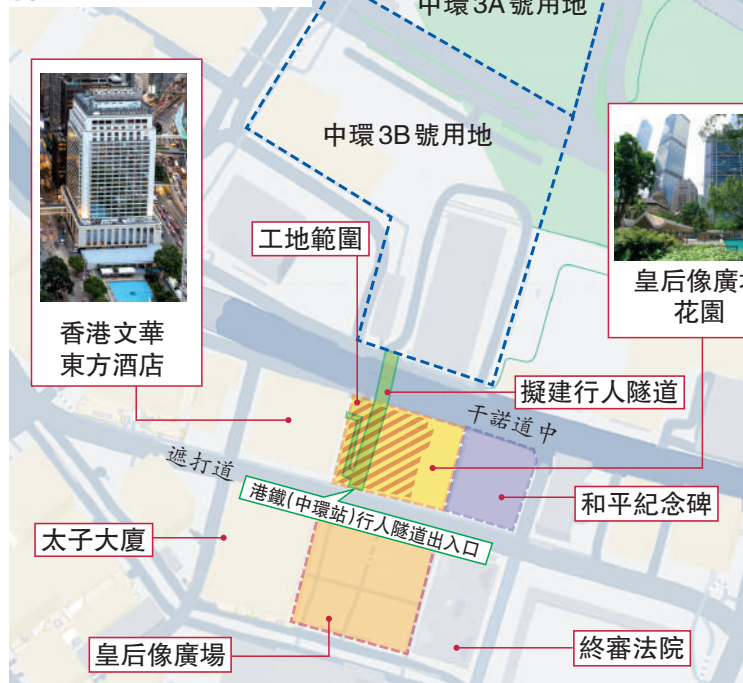 中環3A號用地
中環3B號用地
工地範圍
香港文華
東方酒店
皇后像廣場
花園
擬建行人隧道
干諾道中
遮打道
港鐵(中環站)行人隧道出入口
和平紀念碑
太子大廈
皇后像廣場
終審法院